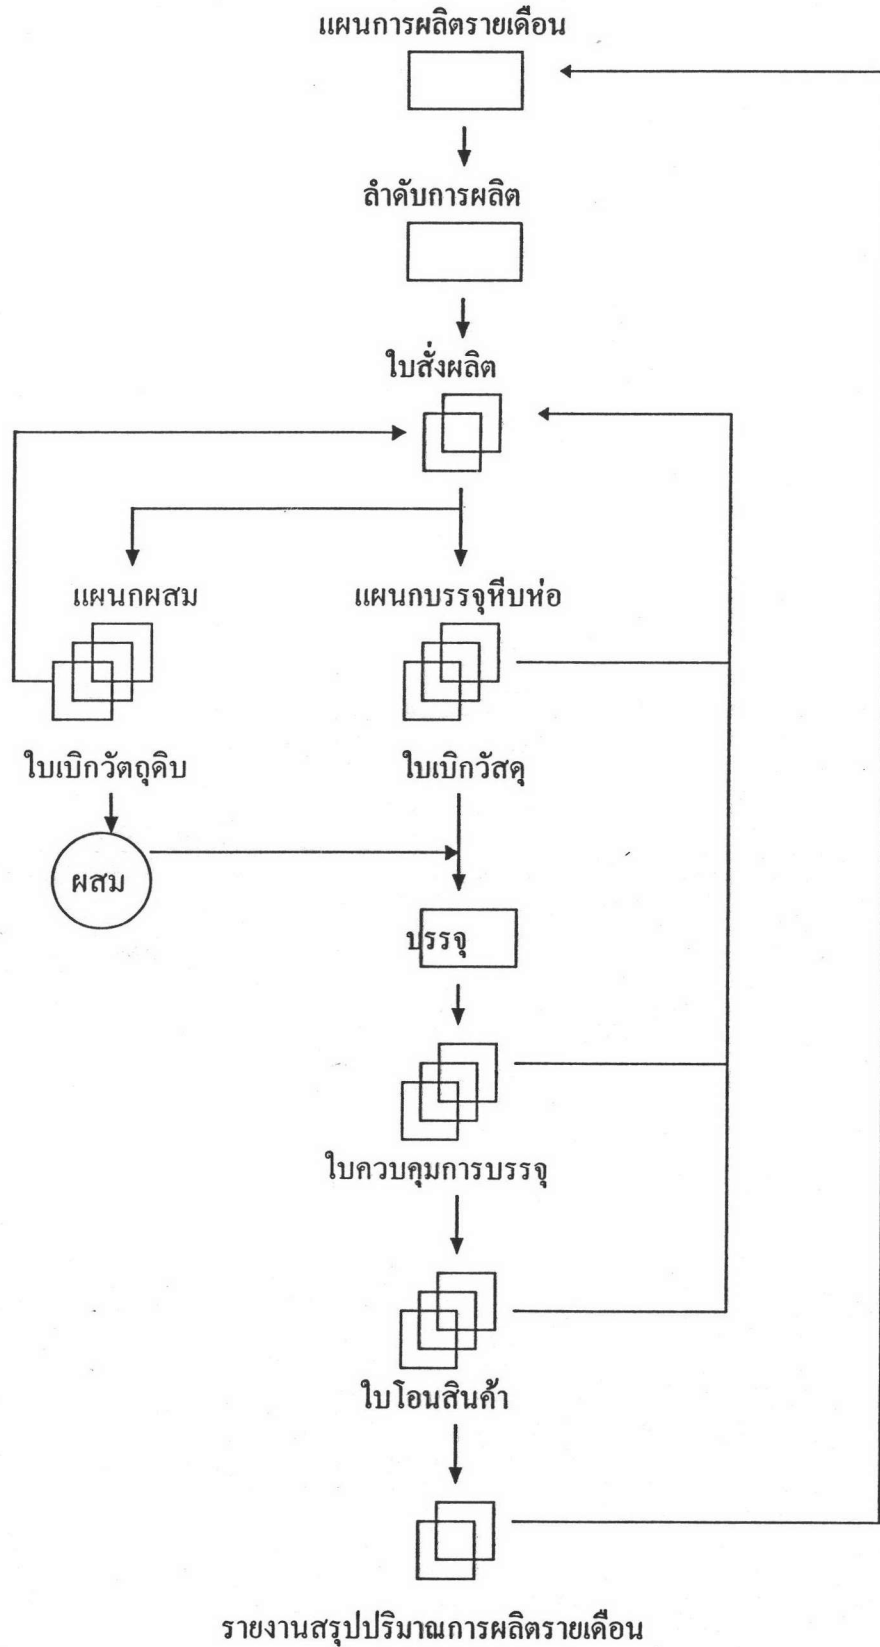 แผนการผลิตรายเดือน
ลำดับการผลิต
ใบสั่งผลิต
แผนกผสม
แผนกบรรจุหีบห่อ
ใบเบิกวัตถุดิบ
ใบเบิกวัสดุ
ผสม
บรรจุ
ใบควบคุมการบรรจุ
ใบโอนสินค้า
รายงานสรุปปริมาณการผลิตรายเดือน